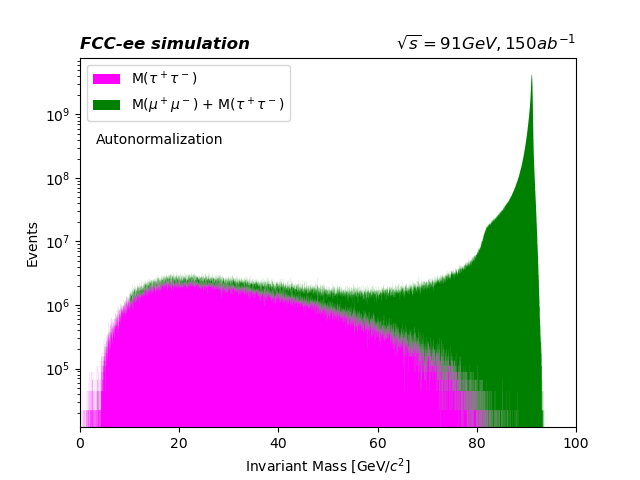 FCC-ee simulation √s = 91GeV, 150ab⁻¹
M(τ⁺τ⁻)
M(μ⁺μ⁻) + M(τ⁺τ⁻)
Autonormalization
10⁹
10⁸
10⁷
10⁶
10⁵
Events
0 20 40 60 80 100
Invariant Mass [GeV/c²]